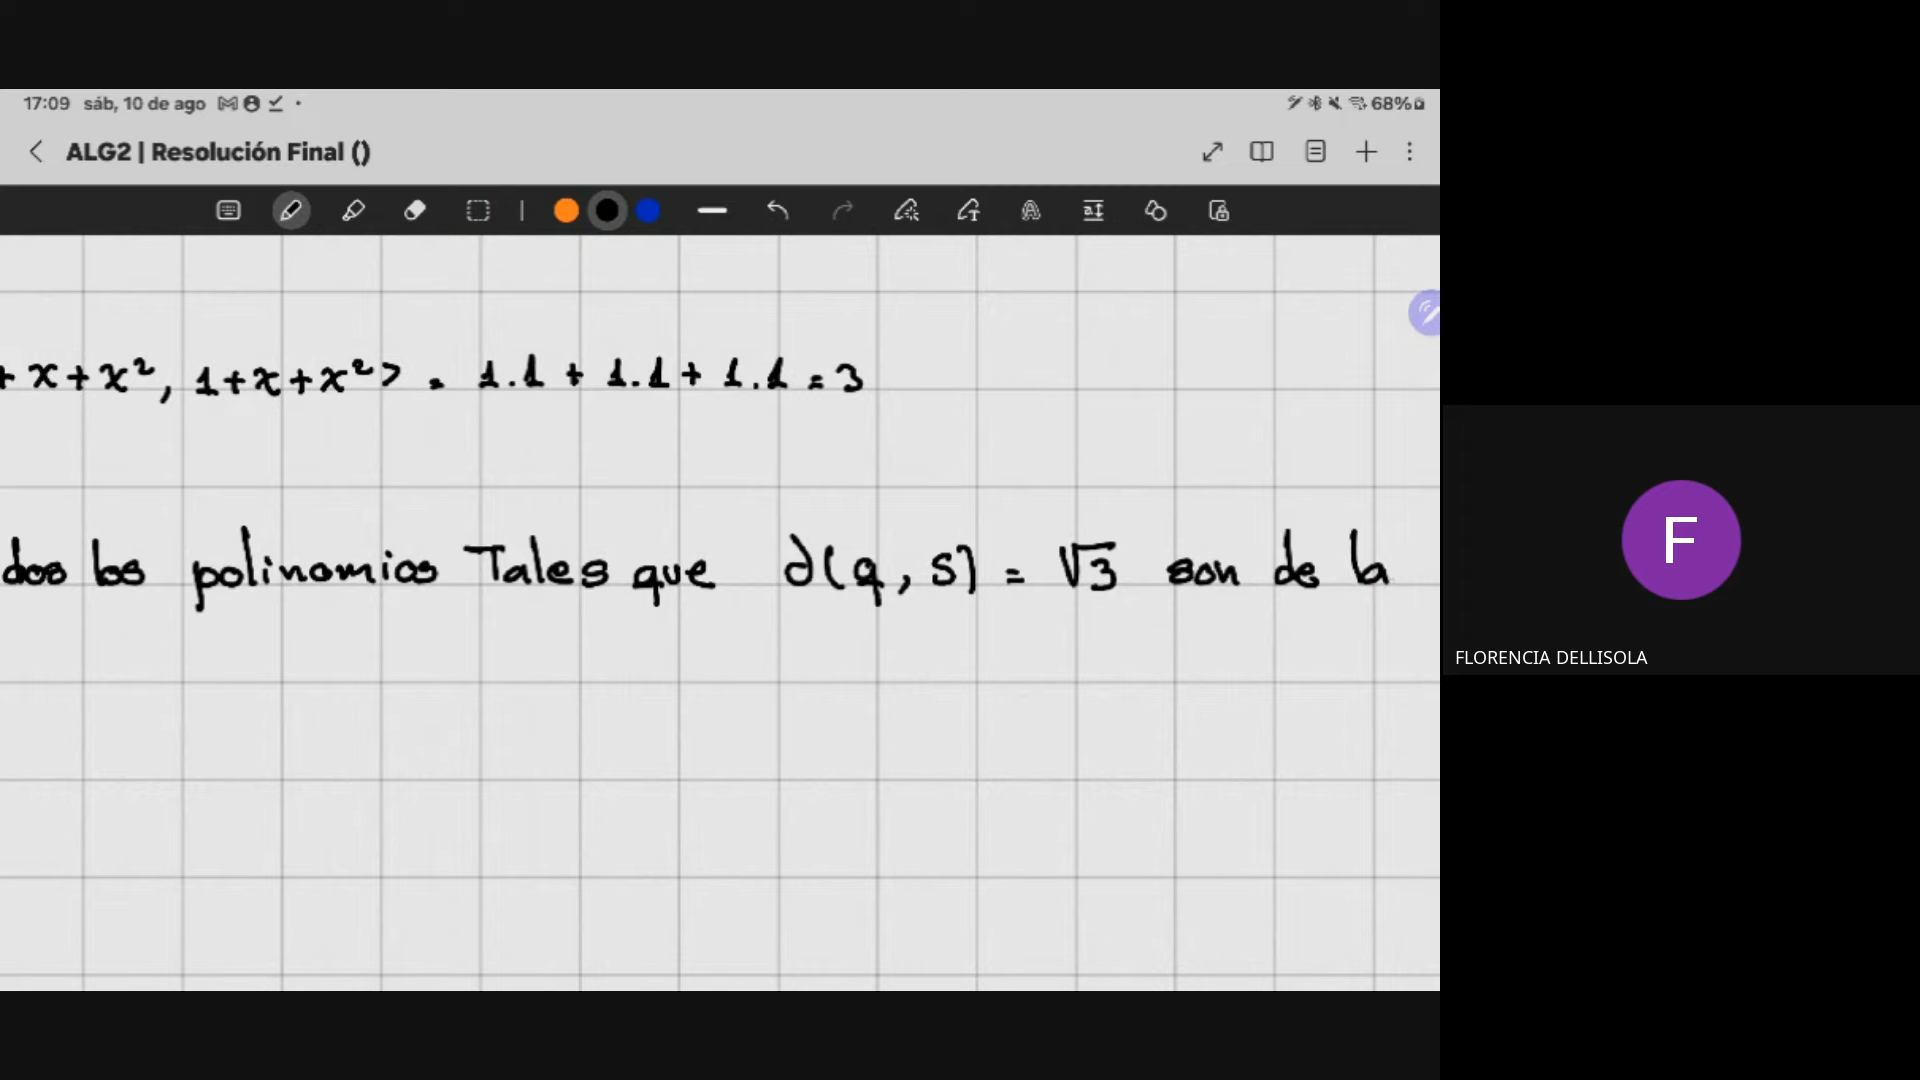 17:09 sáb, 10 de ago
68%
ALG2 | Resolución Final ()
+ x + x², 1+x+x²> = 1.1 + 1.1 + 1.1 = 3
dos los polinomios Tales que d(q, s) = √3 son de la
F
FLORENCIA DELLISOLA